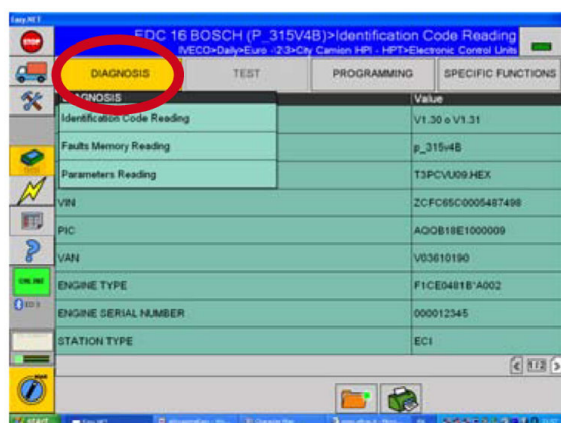 Easy.NET
EDC 16 BOSCH (P_315V4B)>Identification Code Reading
IVECO>Daily>Euro
City Camion HPI - HPT>Electronic Control Units
STOP
DIAGNOSIS
TEST
PROGRAMMING
SPECIFIC FUNCTIONS
DIAGNOSIS
Value
Identification Code Reading
V1.30 o V1.31
Faults Memory Reading
p_315v4B
Parameters Reading
T3PCVU09.HEX
VIN
ZCFC65C0005487498
PIC
AQOB18E1000009
VAN
V03610190
ENGINE TYPE
F1CE0481B*A002
ENGINE SERIAL NUMBER
000012345
STATION TYPE
ECI
ON LINE
1 / 2